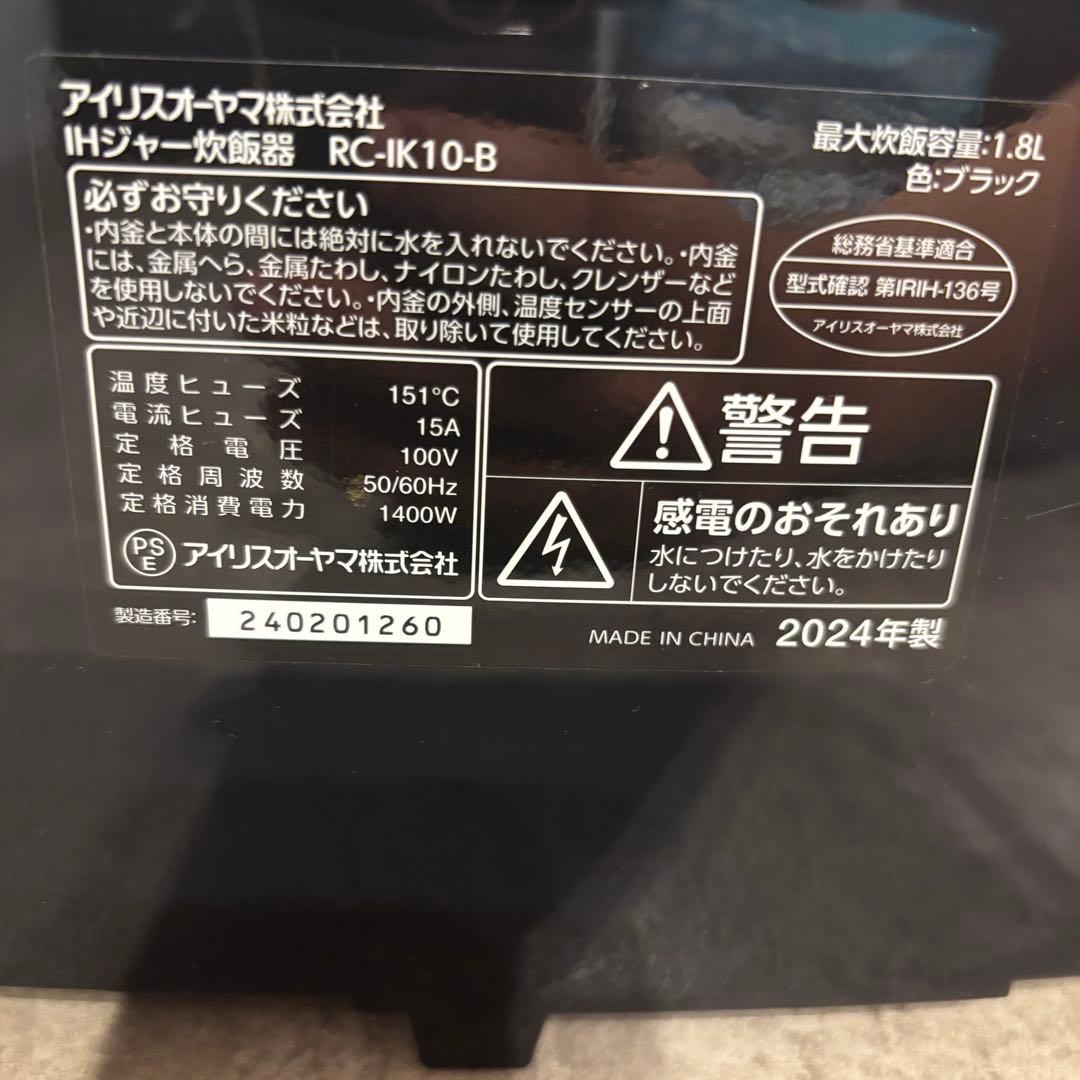 アイリスオーヤマ株式会社
IHジャー炊飯器 RC-IK10-B
最大炊飯容量:1.8L
色:ブラック
必ずお守りください
・内釜と本体の間には絶対に水を入れないでください。・内釜
には、金属へら、金属たわし、ナイロンたわし、クレンザーなど
を使用しないでください。・内釜の外側、温度センサーの上面
や近辺に付いた米粒などは、取り除いて使用してください。
総務省基準適合
型式確認 第IRIH-136号
アイリスオーヤマ株式会社
温度ヒューズ 151℃
電流ヒューズ 15A
定格電圧 100V
定格周波数 50/60Hz
定格消費電力 1400W
PSE アイリスオーヤマ株式会社
警告
感電のおそれあり
水につけたり、水をかけたり
しないでください。
製造番号: 240201260
MADE IN CHINA 2024年製